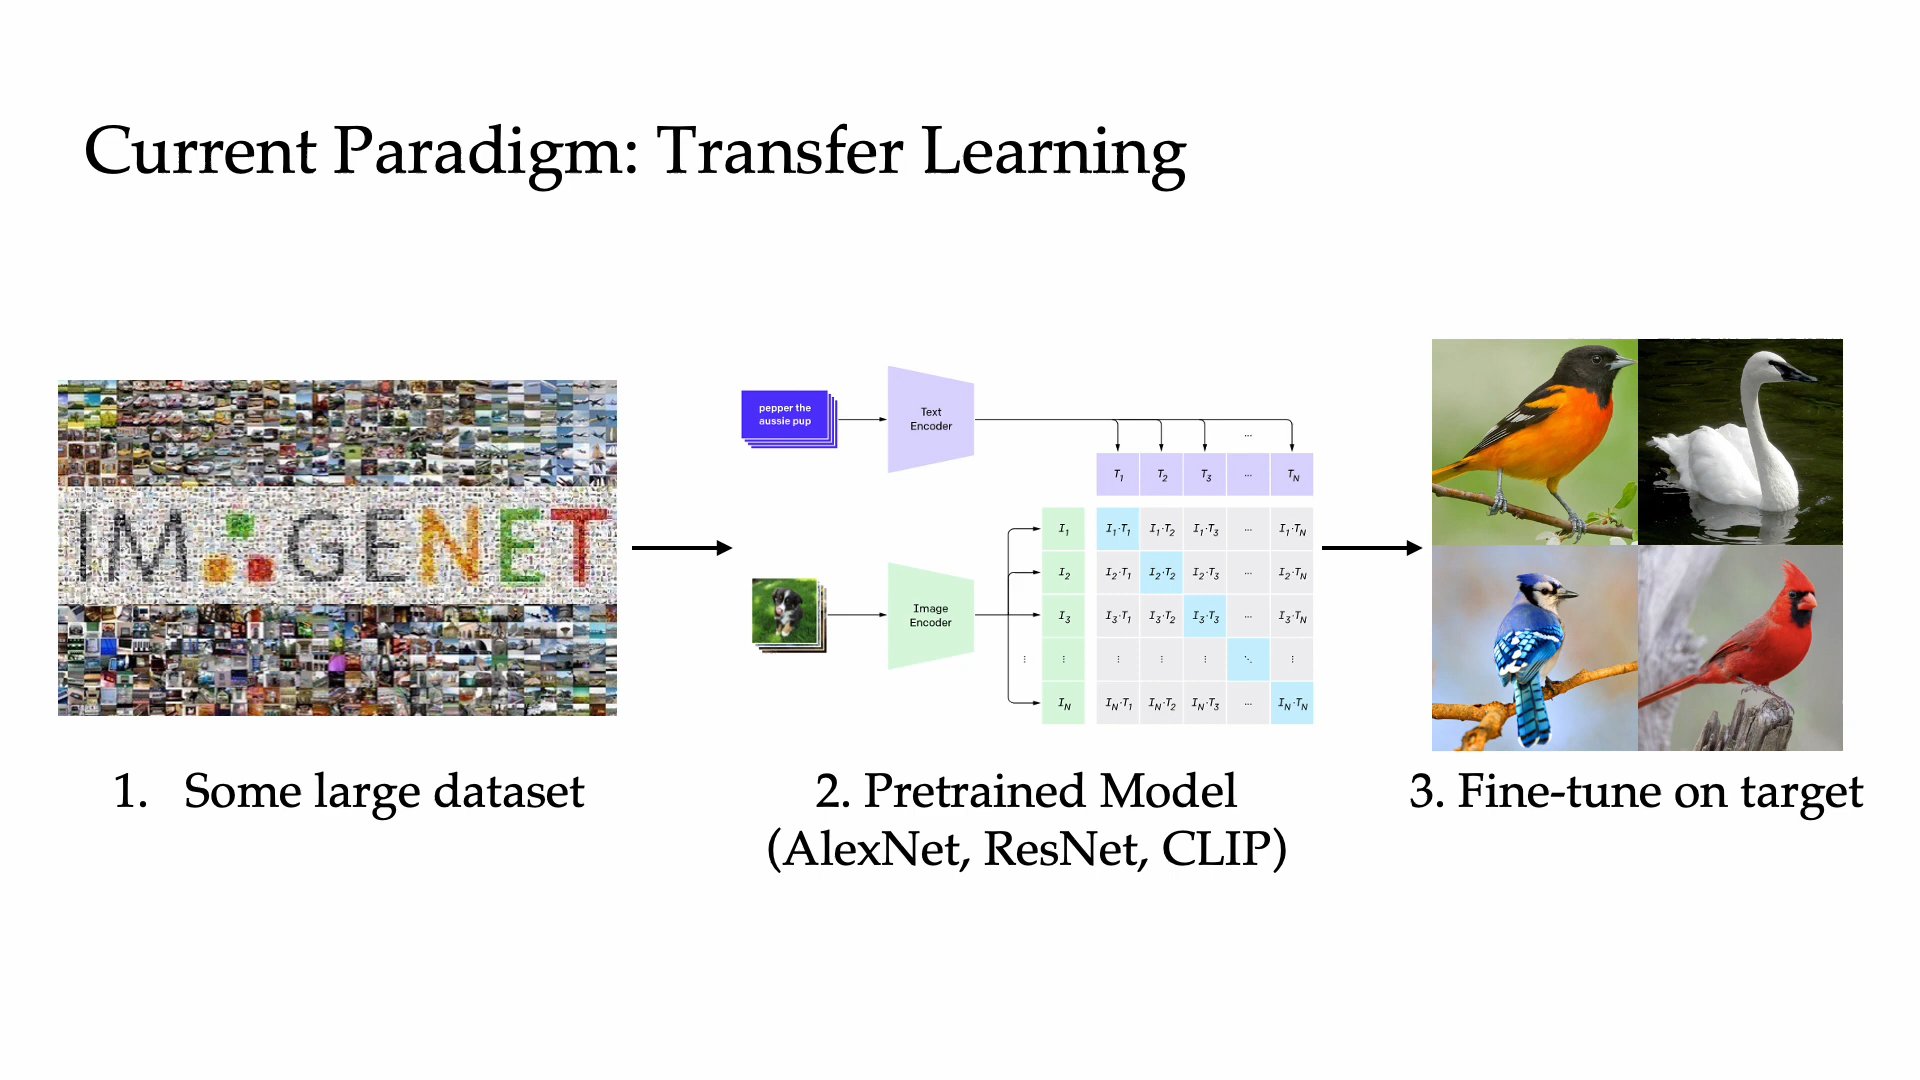 Current Paradigm: Transfer Learning
IMAGENET
pepper the
aussie pup
Text
Encoder
...
T1 T2 T3 ... TN
Image
Encoder
I1 I1·T1 I1·T2 I1·T3 ... I1·TN
I2 I2·T1 I2·T2 I2·T3 ... I2·TN
I3 I3·T1 I3·T2 I3·T3 ... I3·TN
⋮ ⋮ ⋮ ⋮ ⋮ ⋱ ⋮
IN IN·T1 IN·T2 IN·T3 ... IN·TN
1. Some large dataset
2. Pretrained Model
(AlexNet, ResNet, CLIP)
3. Fine-tune on target